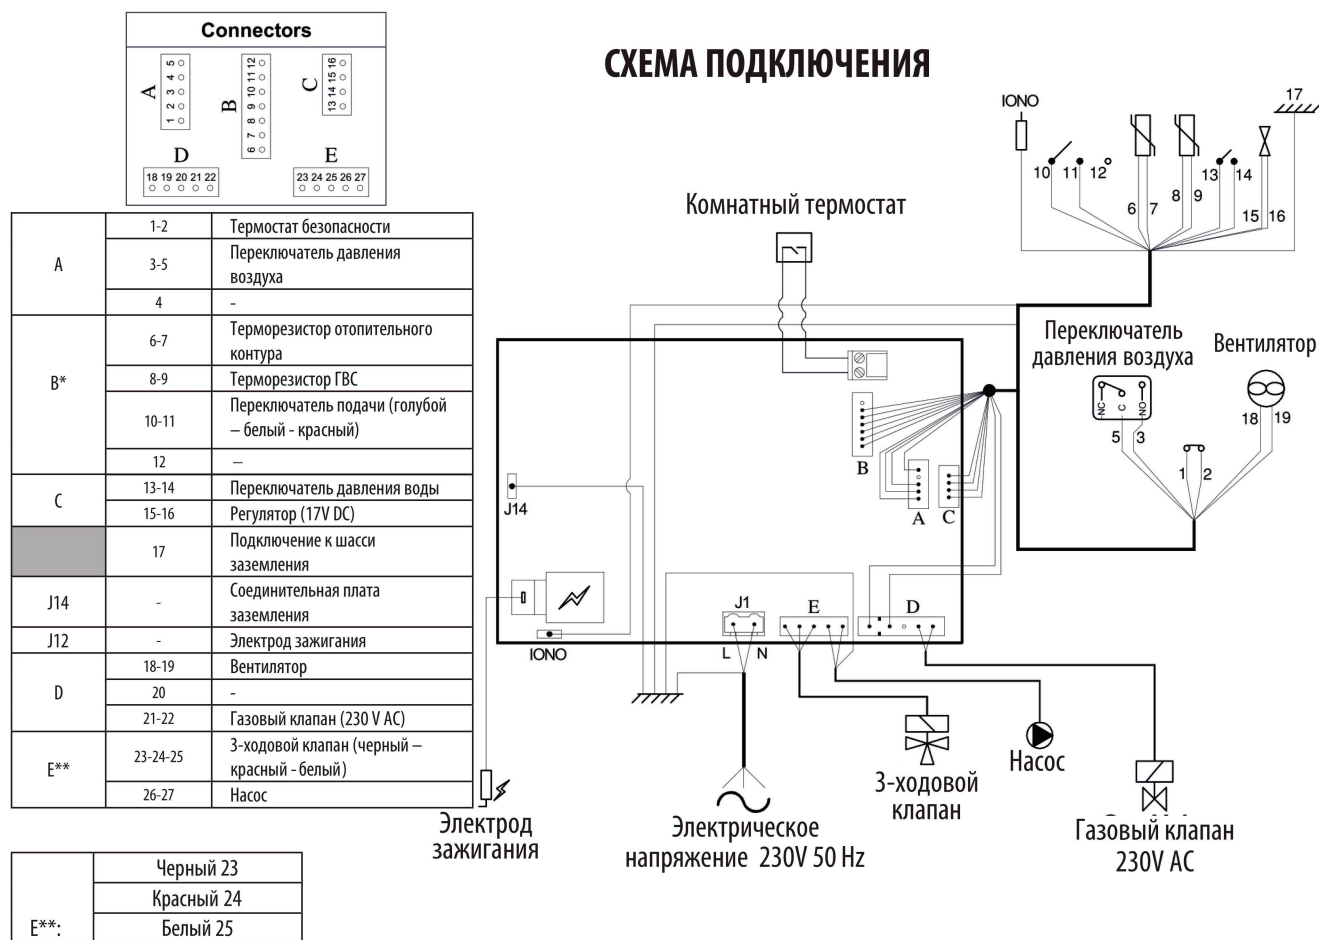 Connectors
A
1 2 3 4 5
B
6 7 8 9 10 11 12
C
13 14 15 16
D
18 19 20 21 22
E
23 24 25 26 27
СХЕМА ПОДКЛЮЧЕНИЯ
A
1-2 Термостат безопасности
3-5 Переключатель давления
воздуха
4 -
B*
6-7 Терморезистор отопительного
контура
8-9 Терморезистор ГВС
10-11 Переключатель подачи (голубой
– белый - красный)
12 –
C
13-14 Переключатель давления воды
15-16 Регулятор (17V DC)
17 Подключение к шасси
заземления
J14 - Соединительная плата
заземления
J12 - Электрод зажигания
D
18-19 Вентилятор
20 -
21-22 Газовый клапан (230 V AC)
E**
23-24-25 3-ходовой клапан (черный –
красный - белый)
26-27 Насос
E**:
Черный 23
Красный 24
Белый 25
IONO
17
10 11 12
13 14
6 7
8 9
15 16
Комнатный термостат
Переключатель
давления воздуха
Вентилятор
NC C NO
5 3
18 19
1 2
B
A C
J14
IONO
J1
E
D
L N
Электрод
зажигания
Электрическое
напряжение 230V 50 Hz
3-ходовой
клапан
Насос
Газовый клапан
230V AC